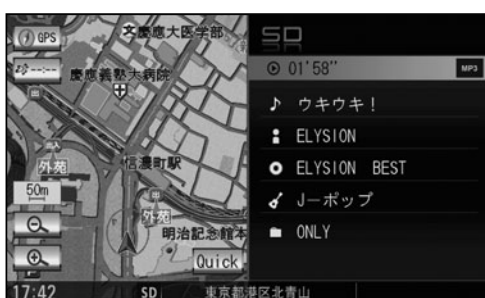 GPS
慶應大医学部
--:--
慶應義塾大病院
外苑
信濃町駅
50m
外苑
明治記念館本
Quick
17:42
SD
東京都港区北青山
SD
01'58"
MP3
ウキウキ!
ELYSION
ELYSION BEST
J−ポップ
ONLY